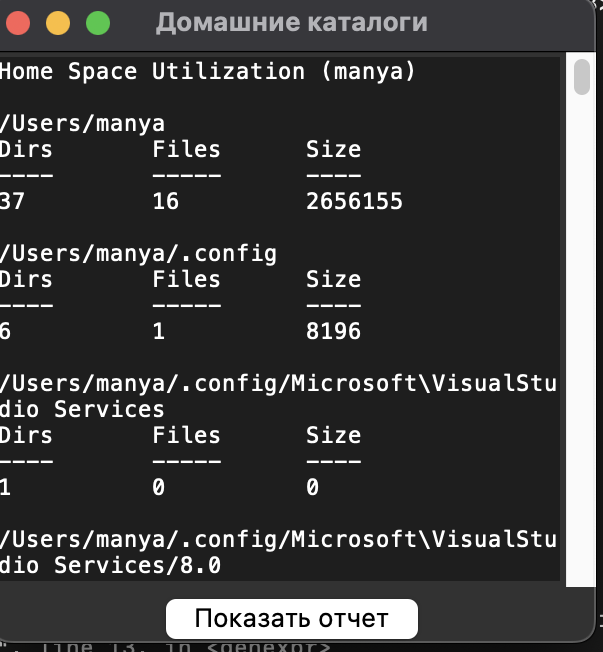 Домашние каталоги
Home Space Utilization (manya)
/Users/manya
Dirs Files Size
---- ----- ----
37 16 2656155
/Users/manya/.config
Dirs Files Size
---- ----- ----
6 1 8196
/Users/manya/.config/Microsoft\VisualStu
dio Services
Dirs Files Size
---- ----- ----
1 0 0
/Users/manya/.config/Microsoft\VisualStu
dio Services/8.0
Показать отчет
", line 13, in <genexpr>